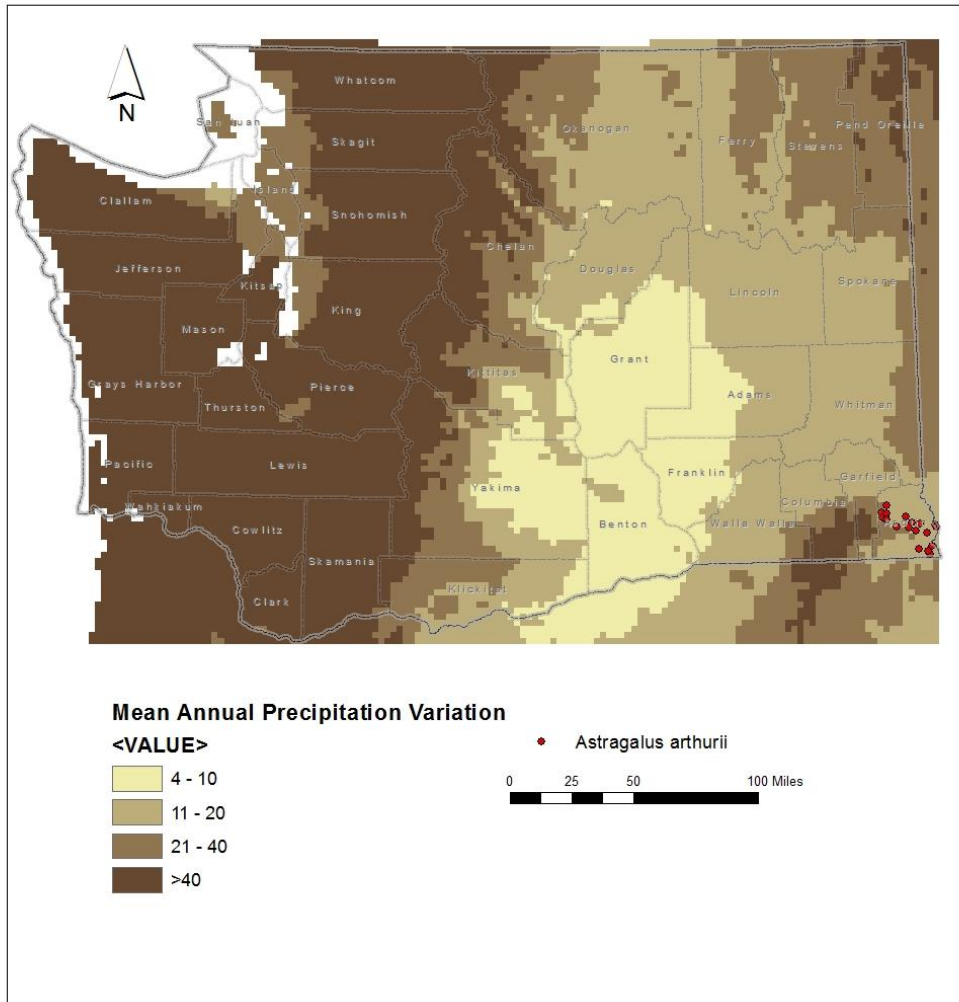 N
Whatcom
San Juan
Okanogan
Ferry
Pend Oreille
Stevens
Skagit
Island
Clallam
Snohomish
Chelan
Jefferson
Douglas
Kitsap
Lincoln
Spokane
King
Mason
Grant
Kittitas
Grays Harbor
Pierce
Adams
Thurston
Whitman
Pacific
Lewis
Franklin
Garfield
Yakima
Columbia
Wahkiakum
Benton
Walla Walla
Cowlitz
Skamania
Klickitat
Clark
Mean Annual Precipitation Variation
<VALUE>
4 - 10
11 - 20
21 - 40
>40
Astragalus arthurii
0 25 50 100 Miles